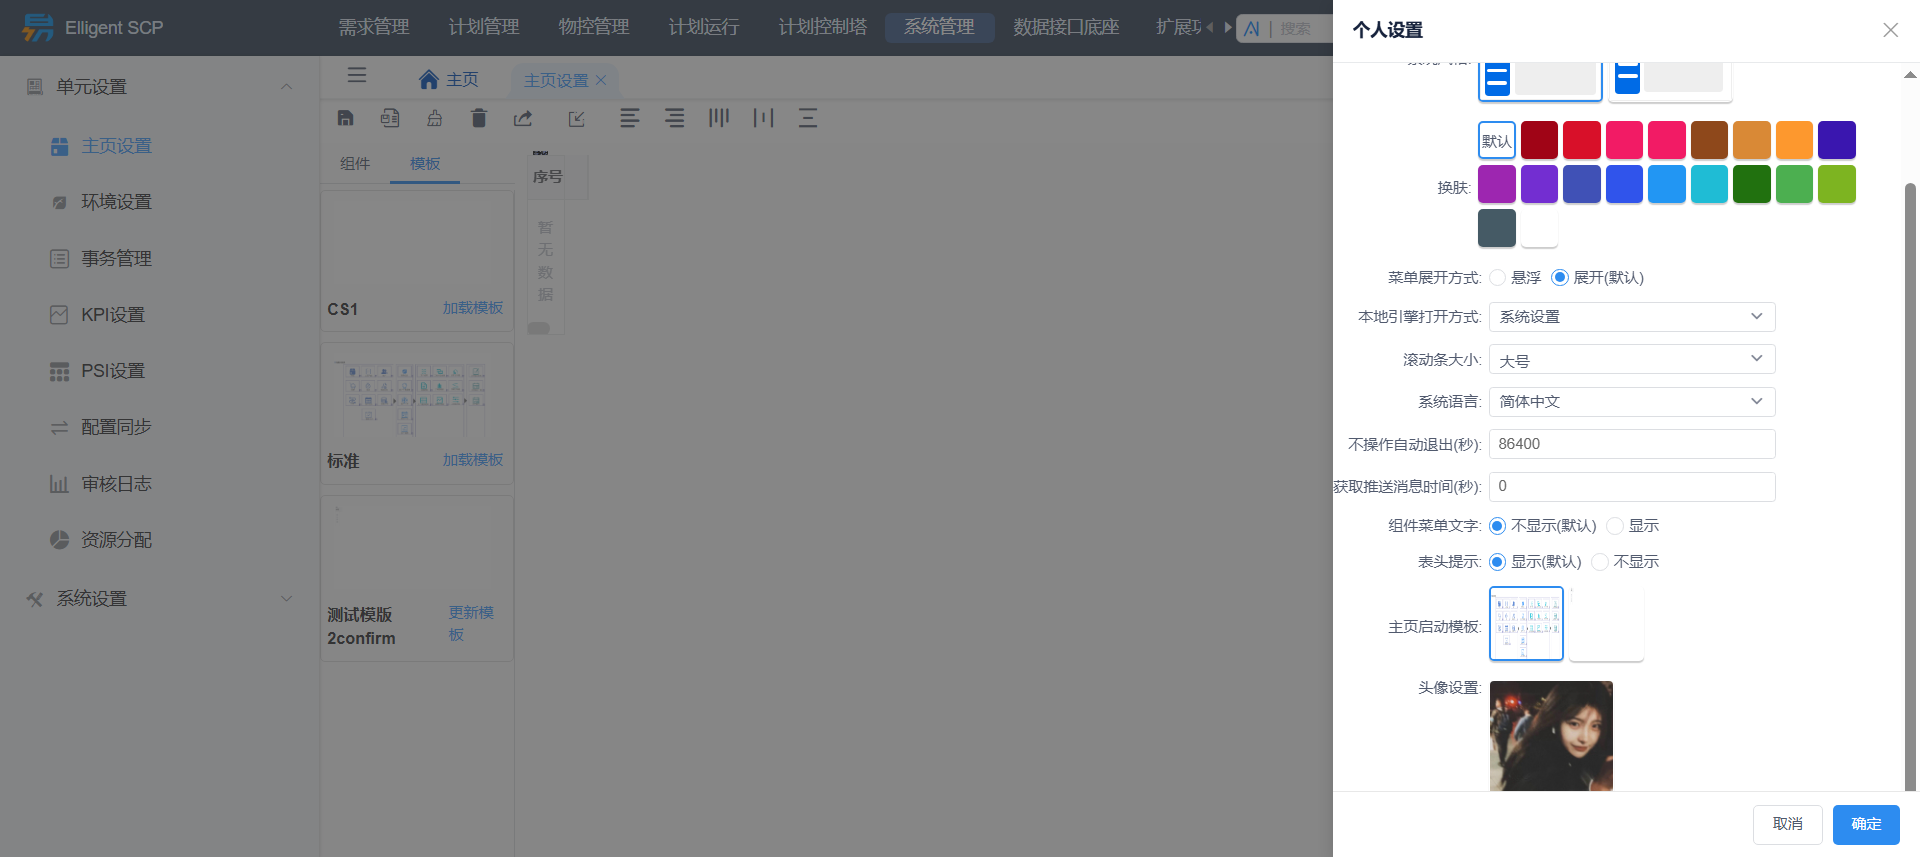 Elligent SCP
需求管理
计划管理
物控管理
计划运行
计划控制塔
系统管理
数据接口底座
AI | 搜索
个人设置
单元设置
主页设置
环境设置
事务管理
KPI设置
PSI设置
配置同步
审核日志
资源分配
系统设置
主页
主页设置
组件
模板
CS1
加载模板
标准
加载模板
测试模版
2confirm
更新模
板
序号
暂
无
数
据
默认
换肤:
菜单展开方式:
悬浮
展开(默认)
本地引擎打开方式:
系统设置
滚动条大小:
大号
系统语言:
简体中文
不操作自动退出(秒):
86400
获取推送消息时间(秒):
0
组件菜单文字:
不显示(默认)
显示
表头提示:
显示(默认)
不显示
主页启动模板:
头像设置:
取消
确定